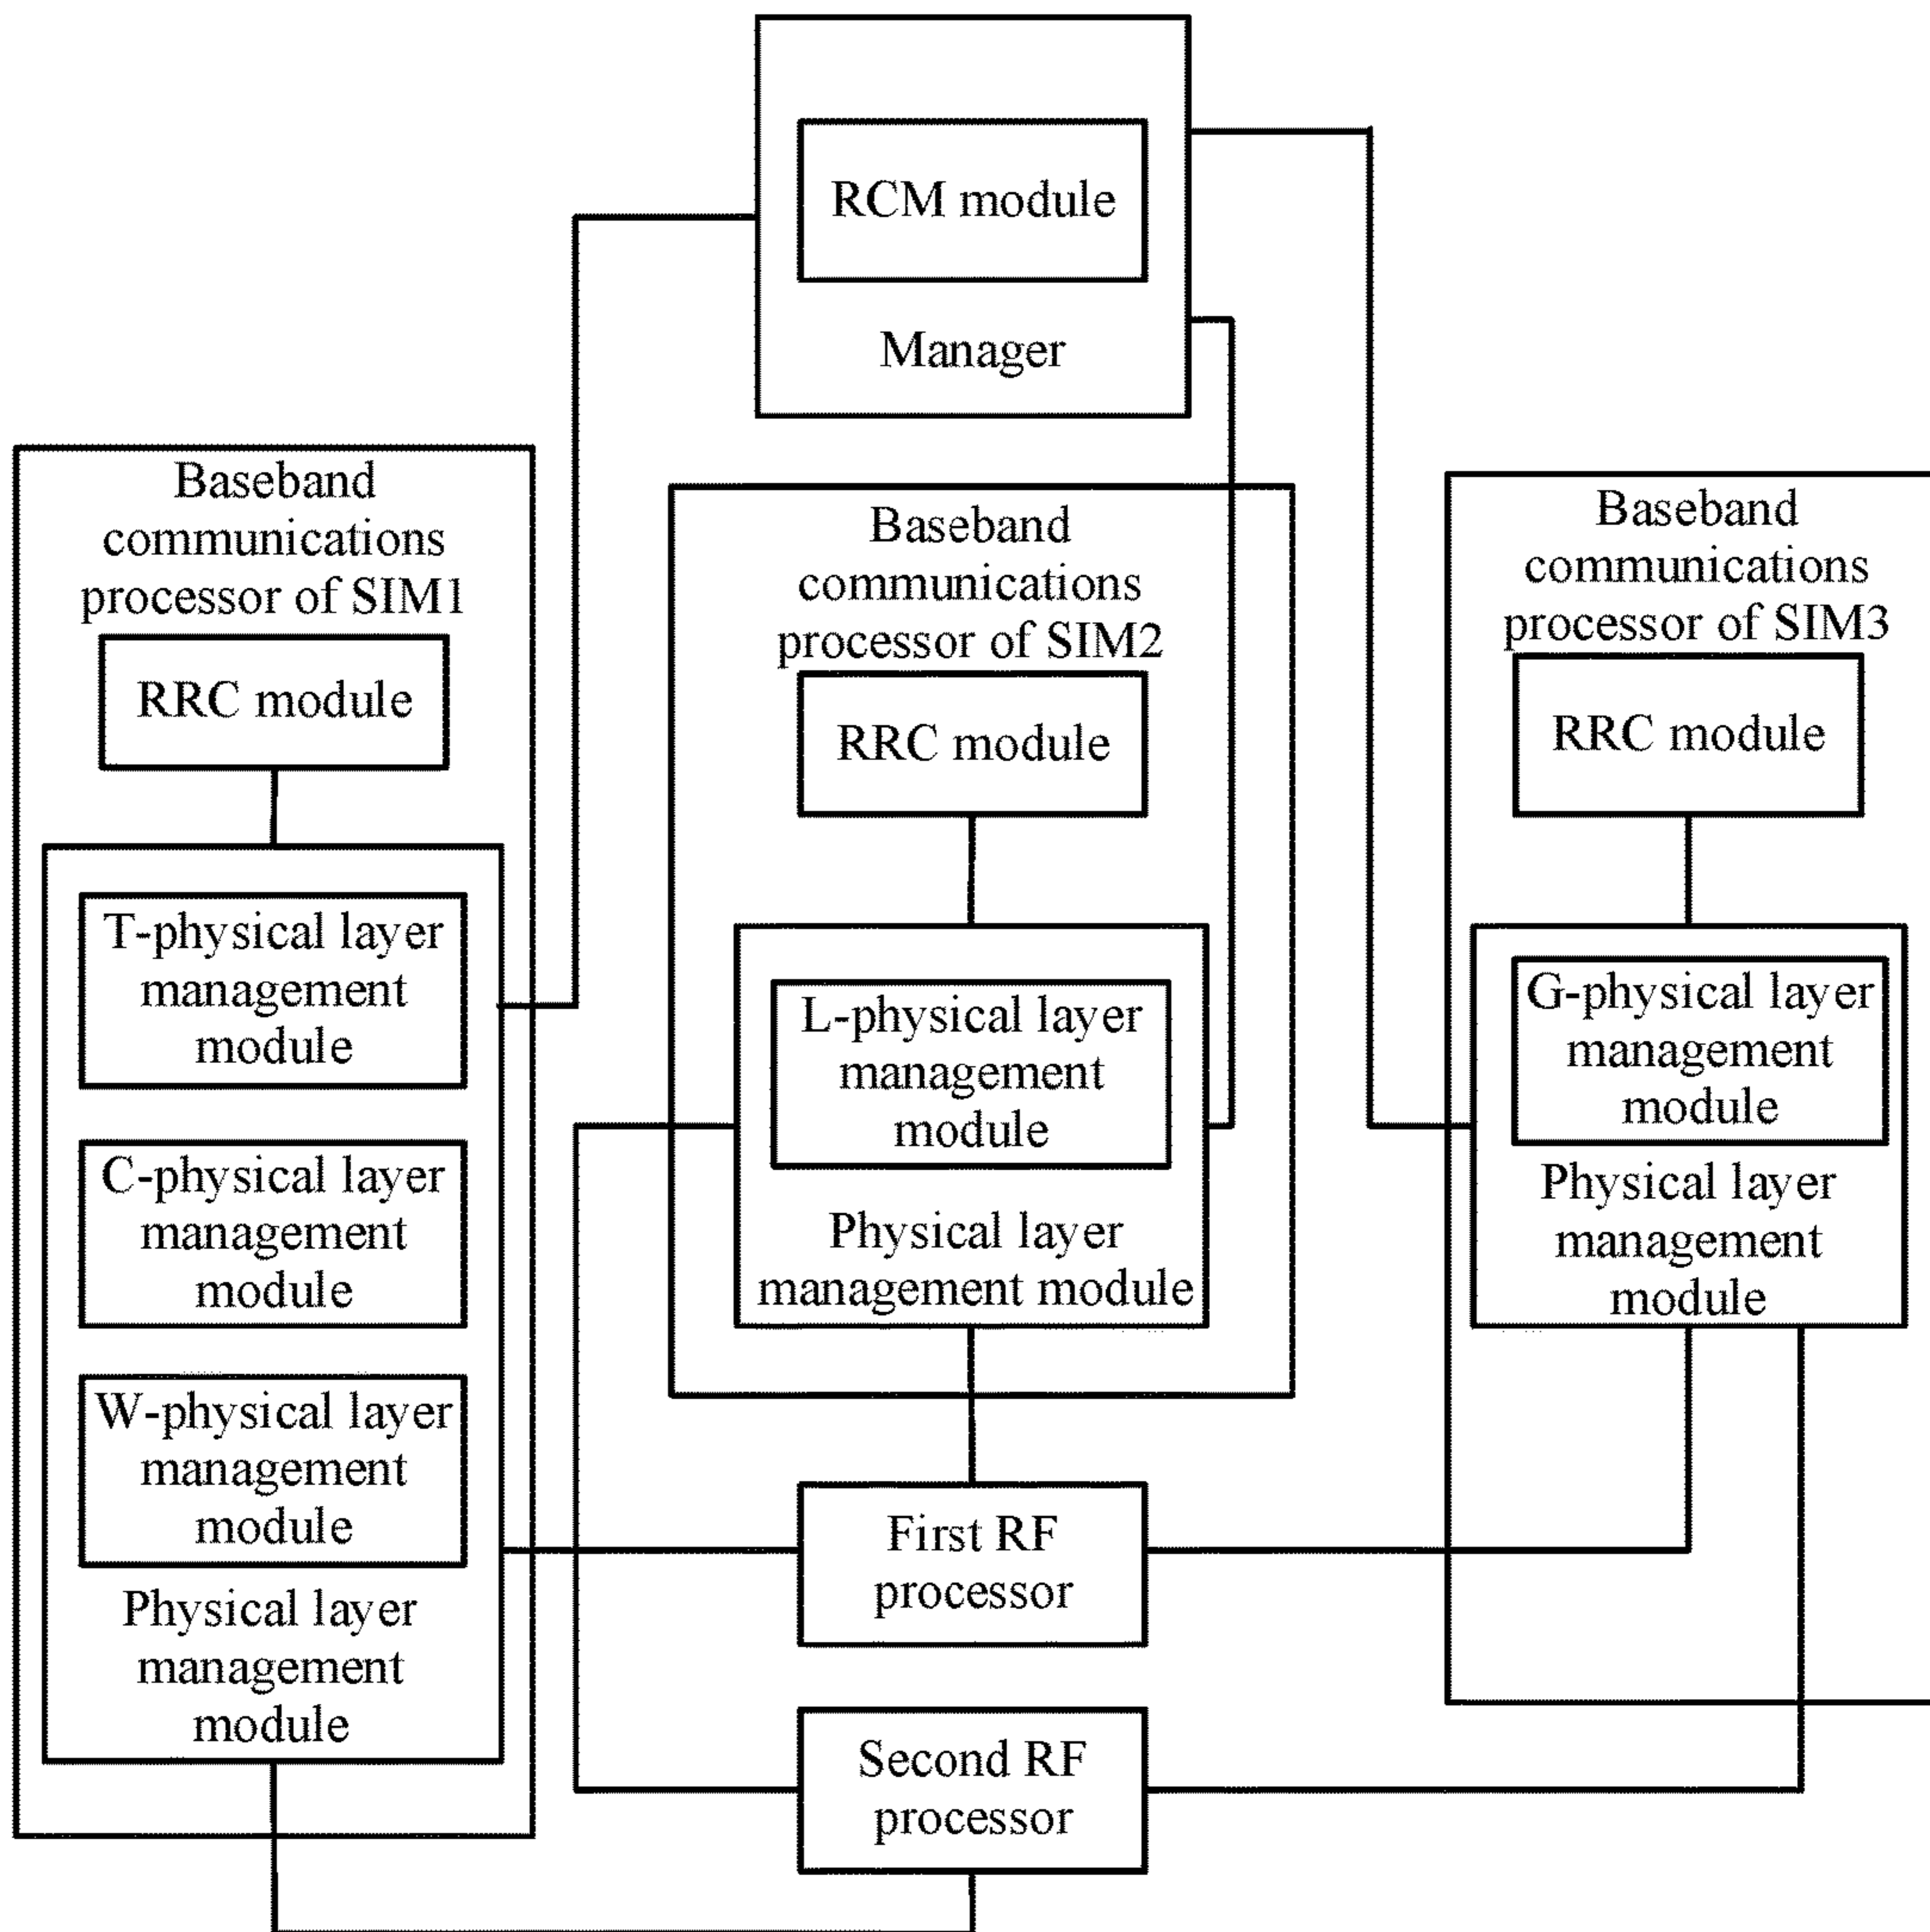 RCM module
Manager
Baseband
communications
processor of SIM1
RRC module
T-physical layer
management
module
C-physical layer
management
module
W-physical layer
management
module
Physical layer
management
module
Baseband
communications
processor of SIM2
RRC module
L-physical layer
management
module
Physical layer
management module
Baseband
communications
processor of SIM3
RRC module
G-physical layer
management
module
Physical layer
management
module
First RF
processor
Second RF
processor